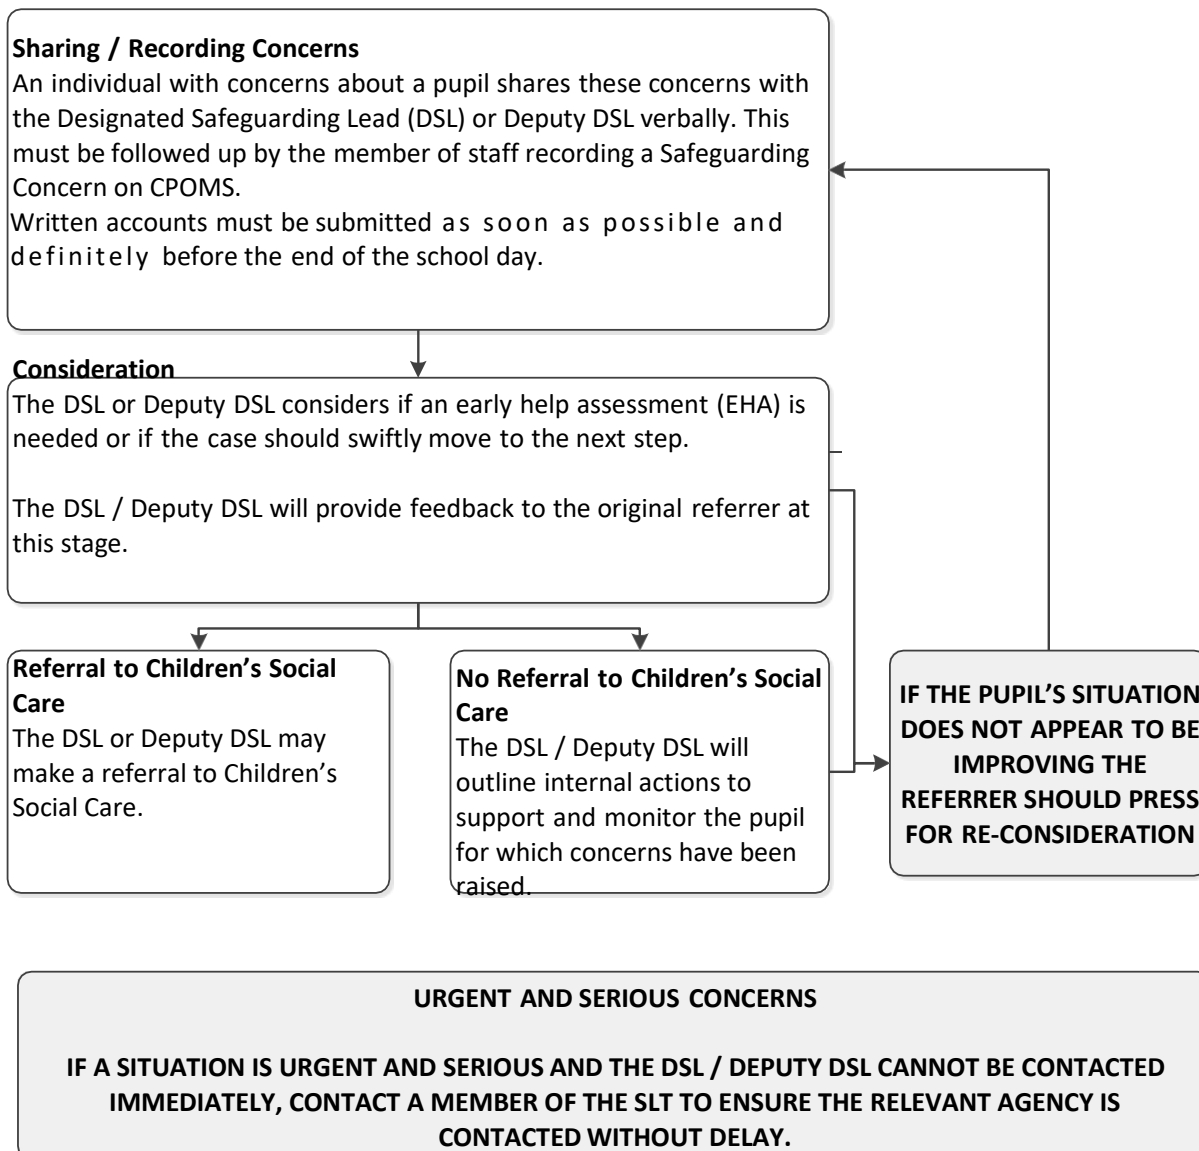 Sharing / Recording Concerns
An individual with concerns about a pupil shares these concerns with
the Designated Safeguarding Lead (DSL) or Deputy DSL verbally. This
must be followed up by the member of staff recording a Safeguarding
Concern on CPOMS.
Written accounts must be submitted as soon as possible and
definitely before the end of the school day.
Consideration
The DSL or Deputy DSL considers if an early help assessment (EHA) is
needed or if the case should swiftly move to the next step.
The DSL / Deputy DSL will provide feedback to the original referrer at
this stage.
Referral to Children’s Social
Care
The DSL or Deputy DSL may
make a referral to Children’s
Social Care.
No Referral to Children’s Social
Care
The DSL / Deputy DSL will
outline internal actions to
support and monitor the pupil
for which concerns have been
raised.
IF THE PUPIL’S SITUATION
DOES NOT APPEAR TO BE
IMPROVING THE
REFERRER SHOULD PRESS
FOR RE-CONSIDERATION
URGENT AND SERIOUS CONCERNS
IF A SITUATION IS URGENT AND SERIOUS AND THE DSL / DEPUTY DSL CANNOT BE CONTACTED
IMMEDIATELY, CONTACT A MEMBER OF THE SLT TO ENSURE THE RELEVANT AGENCY IS
CONTACTED WITHOUT DELAY.